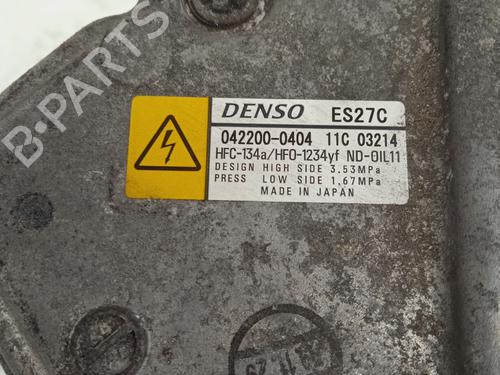 B-PARTS
DENSO ES27C
042200-0404 11C 03214
HFC-134a/HFO-1234yf ND-OIL11
DESIGN HIGH SIDE 3.53MPa
PRESS LOW SIDE 1.67MPa
MADE IN JAPAN